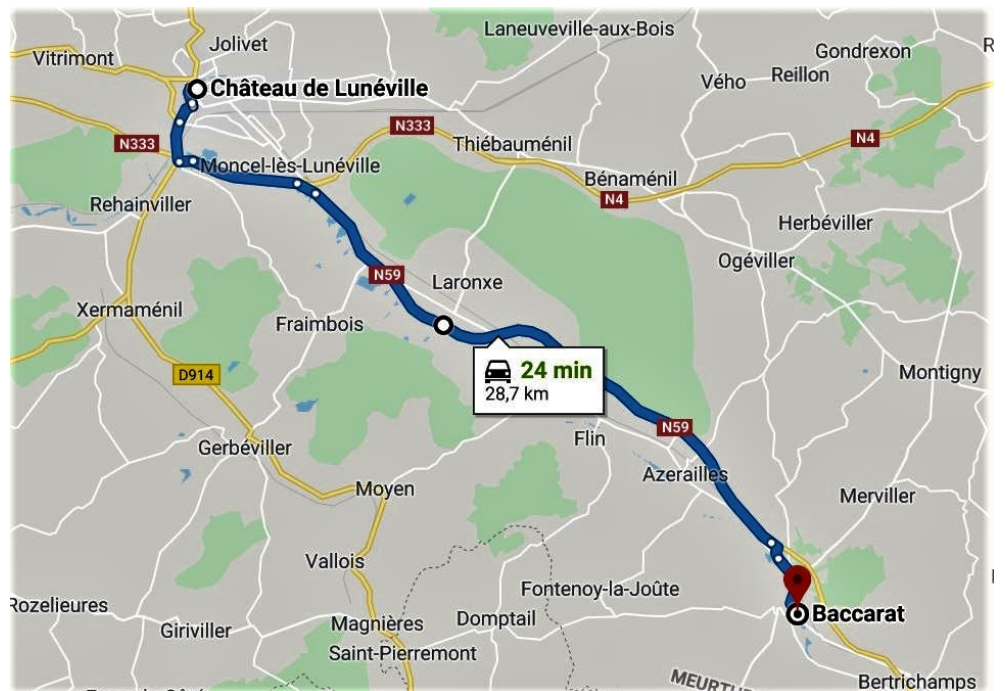 Laneuveville-aux-Bois
Jolivet
Gondrexon
Vitrimont
Reillon
Vého
Château de Lunéville
N333
N4
N333
Thiébauménil
Moncel-lès-Lunéville
Bénaménil
N4
Rehainviller
Herbéviller
Ogéviller
N59
Laronxe
Xermaménil
Fraimbois
24 min
28,7 km
D914
Montigny
N59
Flin
Gerbéviller
Azerailles
Moyen
Merviller
Vallois
Fontenoy-la-Joûte
Rozelieures
Baccarat
Domptail
Magnières
Giriviller
Saint-Pierremont
Bertrichamps